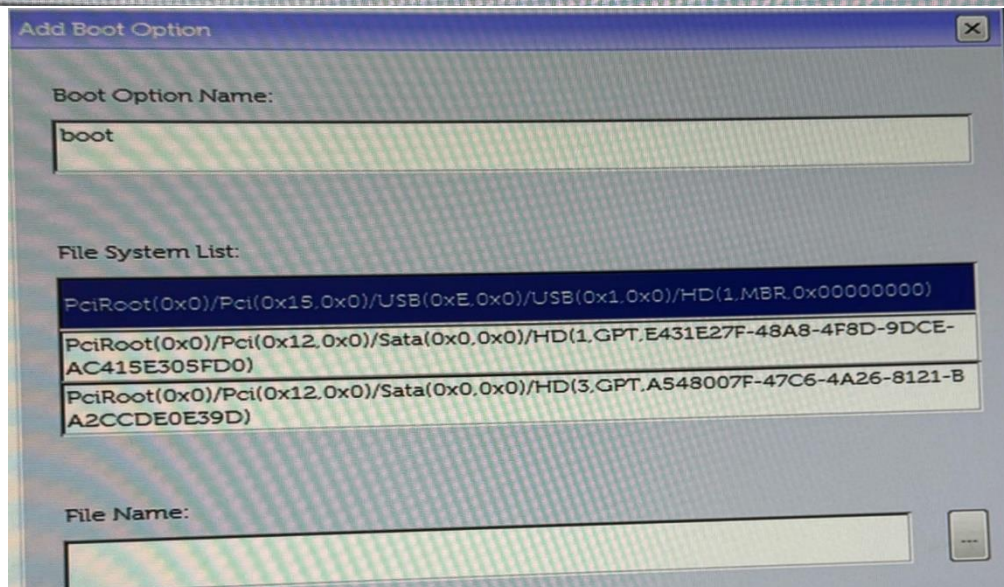 Add Boot Option
Boot Option Name:
boot
File System List:
PciRoot(0x0)/Pci(0x15,0x0)/USB(0xE,0x0)/USB(0x1,0x0)/HD(1,MBR,0x00000000)
PciRoot(0x0)/Pci(0x12,0x0)/Sata(0x0,0x0)/HD(1,GPT,E431E27F-48A8-4F8D-9DCE-
AC415E305FD0)
PciRoot(0x0)/Pci(0x12,0x0)/Sata(0x0,0x0)/HD(3,GPT,A548007F-47C6-4A26-8121-B
A2CCDE0E39D)
File Name:
...